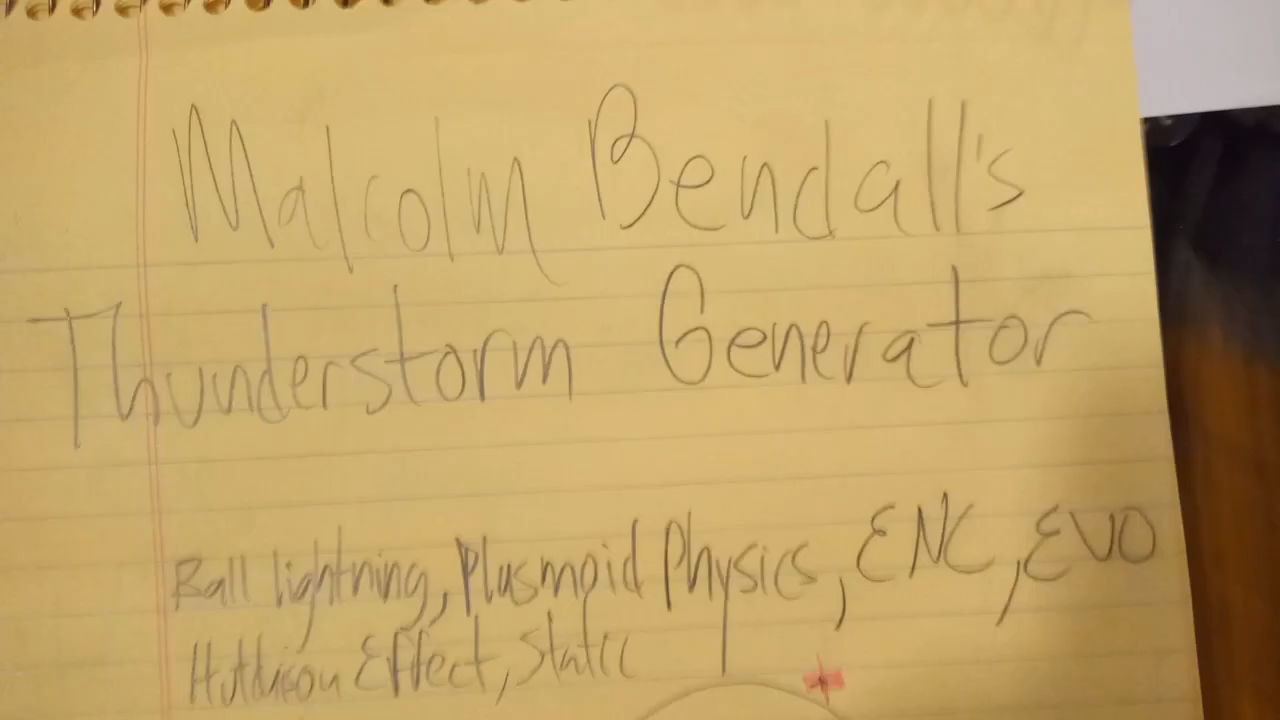 Malcolm Bendall's
Thunderstorm Generator
Ball lightning, Plasmoid Physics, ENC, EVO
Hutchison Effect, Static